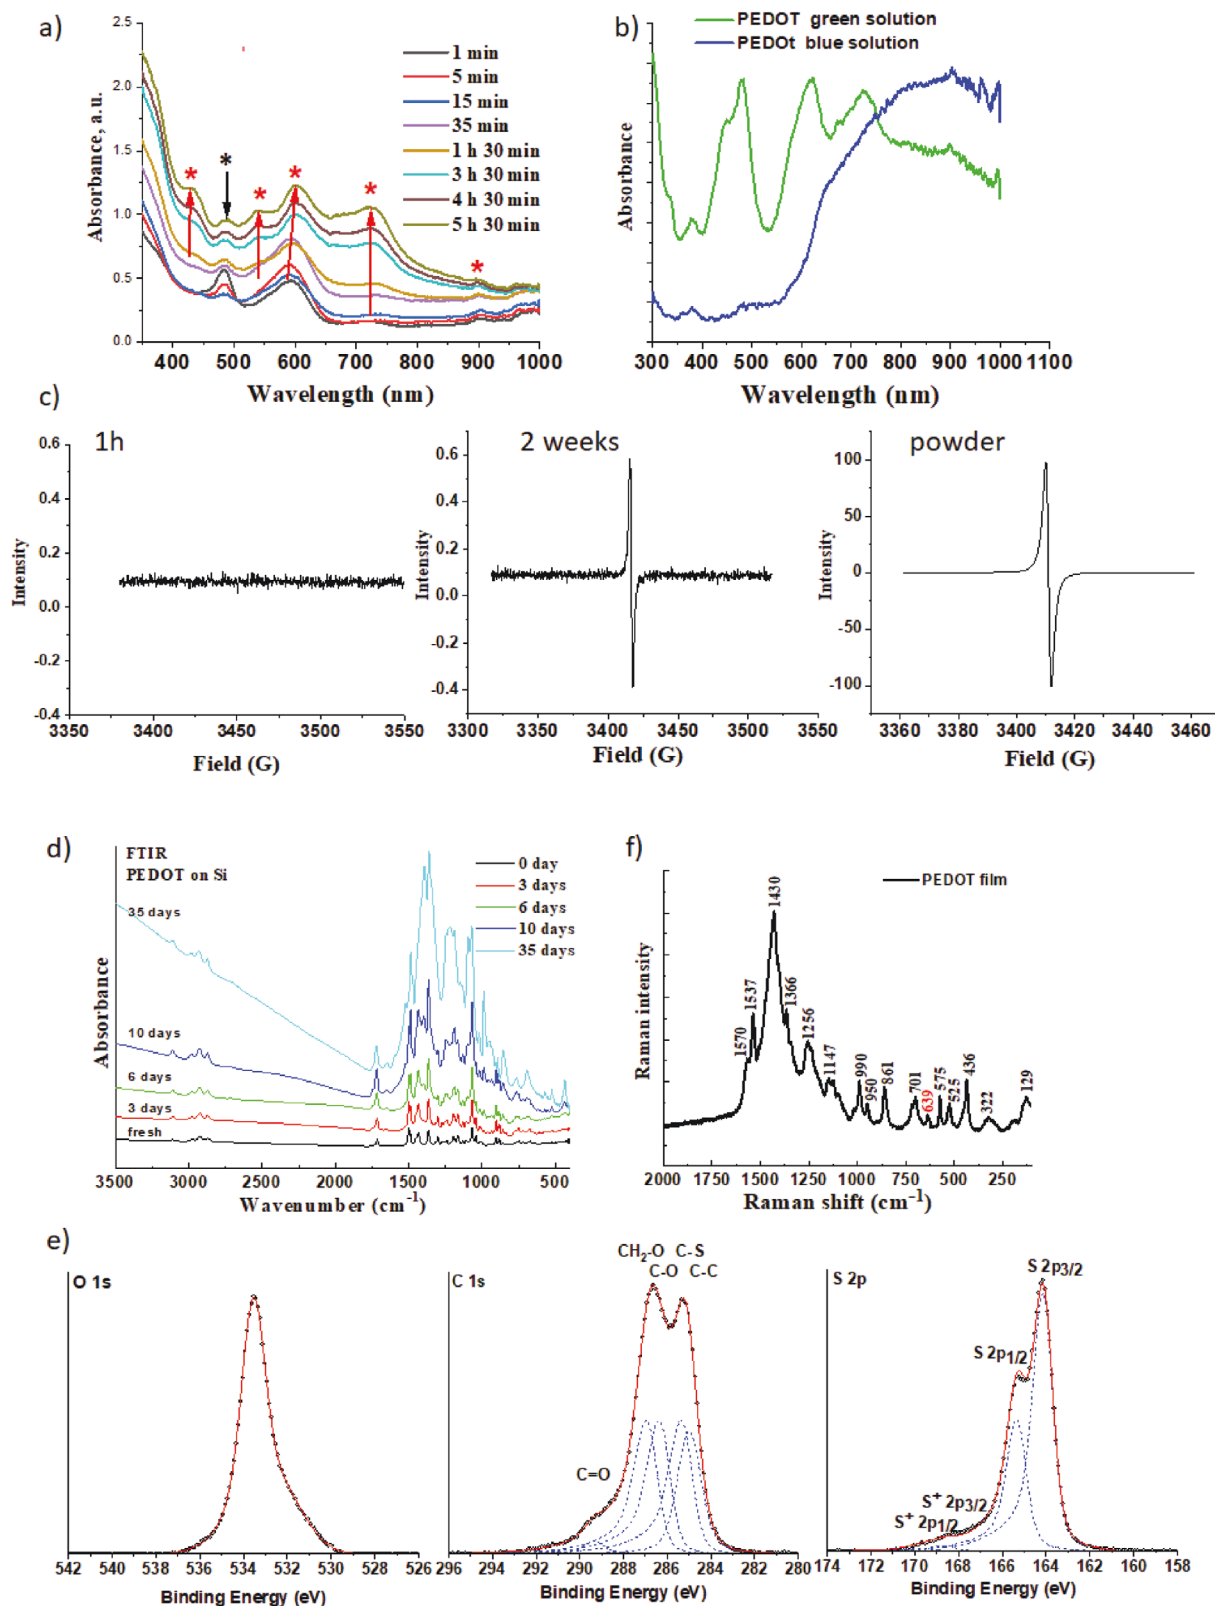 a)
2.5
2.0
1.5
1.0
0.5
0.0
Absorbance, a.u.
*
*
*
*
*
*
1 min
5 min
15 min
35 min
1 h 30 min
3 h 30 min
4 h 30 min
5 h 30 min
400 500 600 700 800 900 1000
Wavelength (nm)
b)
PEDOT green solution
PEDOt blue solution
Absorbance
300 400 500 600 700 800 900 1000 1100
Wavelength (nm)
c)
1h
0.6
0.4
0.2
0.0
-0.2
-0.4
Intensity
3350 3400 3450 3500 3550
Field (G)
2 weeks
0.6
0.4
0.2
0.0
-0.2
-0.4
Intensity
3300 3350 3400 3450 3500 3550
Field (G)
powder
100
50
0
-50
-100
Intensity
3360 3380 3400 3420 3440 3460
Field (G)
d)
FTIR
PEDOT on Si
35 days
10 days
6 days
3 days
fresh
0 day
3 days
6 days
10 days
35 days
Absorbance
3500 3000 2500 2000 1500 1000 500
Wavenumber (cm⁻¹)
f)
PEDOT film
Raman intensity
1570
1537
1430
1366
1256
1147
990
950
861
701
639
575
525
436
322
129
2000 1750 1500 1250 1000 750 500 250
Raman shift (cm⁻¹)
e)
O 1s
542 540 538 536 534 532 530 528 526
Binding Energy (eV)
C 1s
CH₂-O C-S
C-O C-C
C=O
296 294 292 290 288 286 284 282 280
Binding Energy (eV)
S 2p
S 2p3/2
S 2p1/2
S⁺ 2p3/2
S⁺ 2p1/2
174 172 170 168 166 164 162 160 158
Binding Energy (eV)